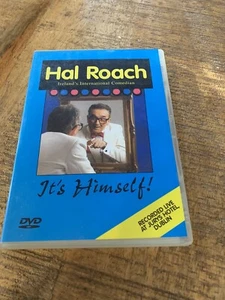 Hal Roach
Ireland's International Comedian
It's Himself!
RECORDED LIVE
AT JURYS HOTEL,
DUBLIN
DVD